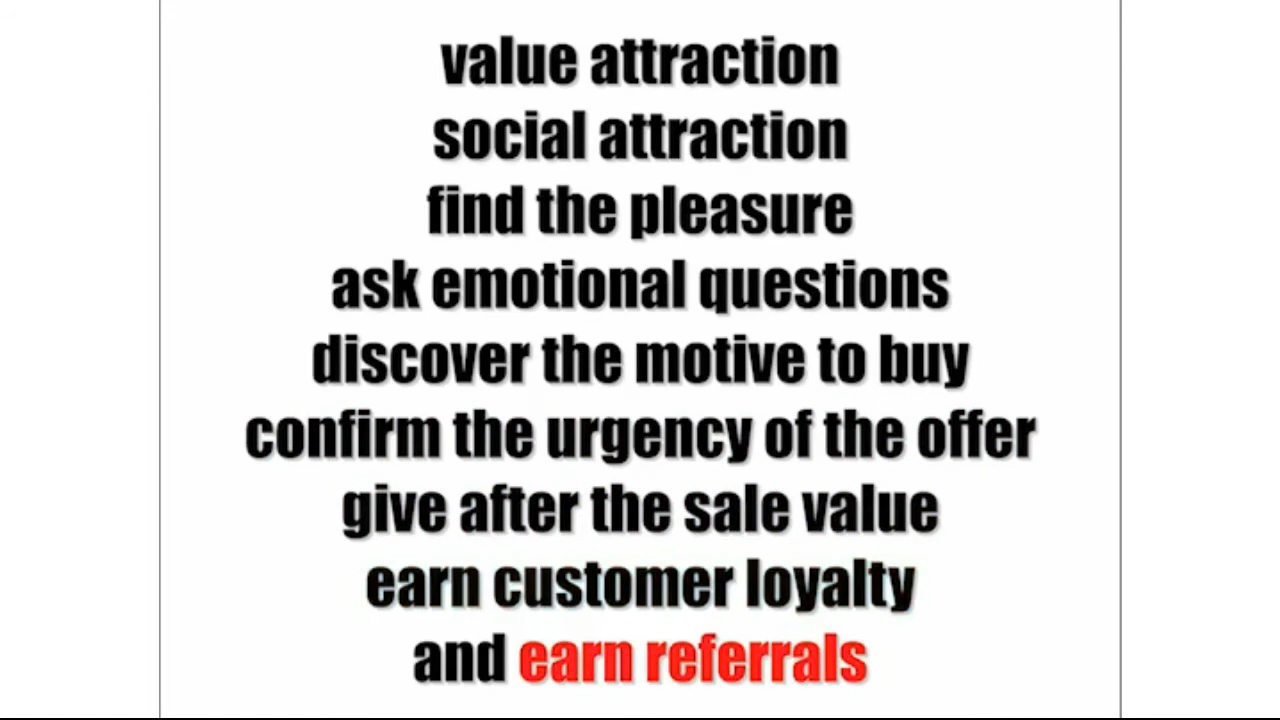 value attraction
social attraction
find the pleasure
ask emotional questions
discover the motive to buy
confirm the urgency of the offer
give after the sale value
earn customer loyalty
and earn referrals